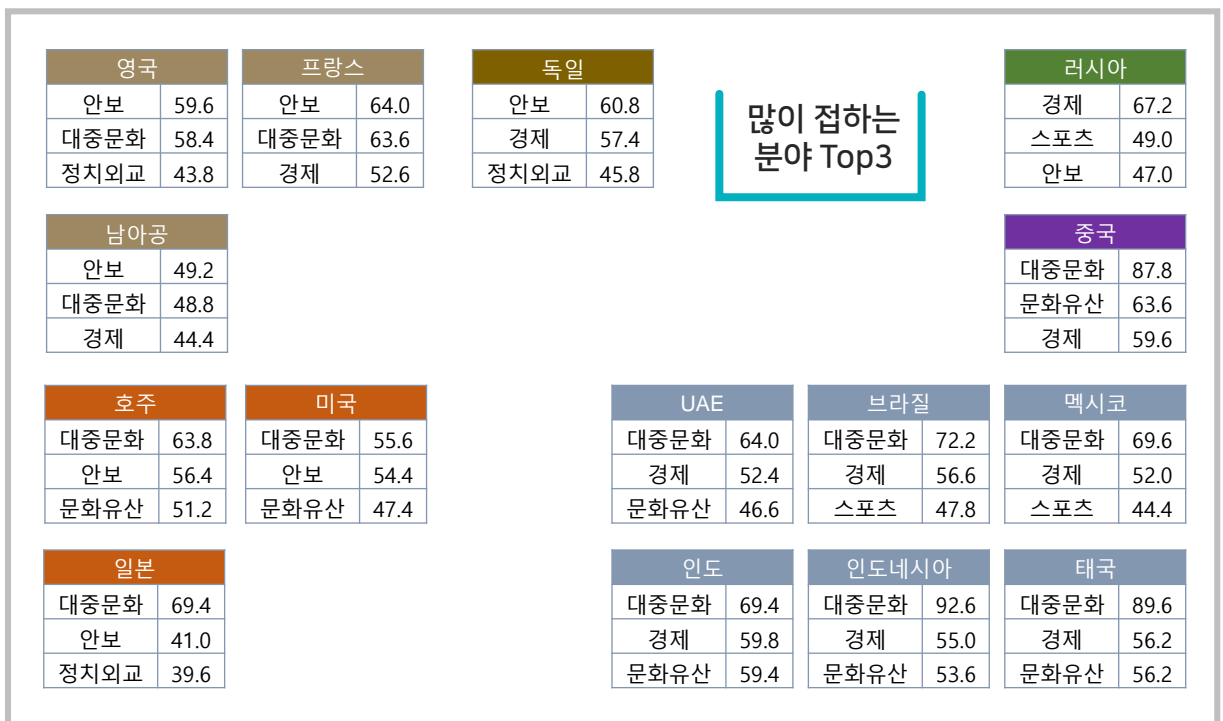 영국
안보 59.6
대중문화 58.4
정치외교 43.8
프랑스
안보 64.0
대중문화 63.6
경제 52.6
독일
안보 60.8
경제 57.4
정치외교 45.8
많이 접하는
분야 Top3
러시아
경제 67.2
스포츠 49.0
안보 47.0
남아공
안보 49.2
대중문화 48.8
경제 44.4
중국
대중문화 87.8
문화유산 63.6
경제 59.6
호주
대중문화 63.8
안보 56.4
문화유산 51.2
미국
대중문화 55.6
안보 54.4
문화유산 47.4
UAE
대중문화 64.0
경제 52.4
문화유산 46.6
브라질
대중문화 72.2
경제 56.6
스포츠 47.8
멕시코
대중문화 69.6
경제 52.0
스포츠 44.4
일본
대중문화 69.4
안보 41.0
정치외교 39.6
인도
대중문화 69.4
경제 59.8
문화유산 59.4
인도네시아
대중문화 92.6
경제 55.0
문화유산 53.6
태국
대중문화 89.6
경제 56.2
문화유산 56.2